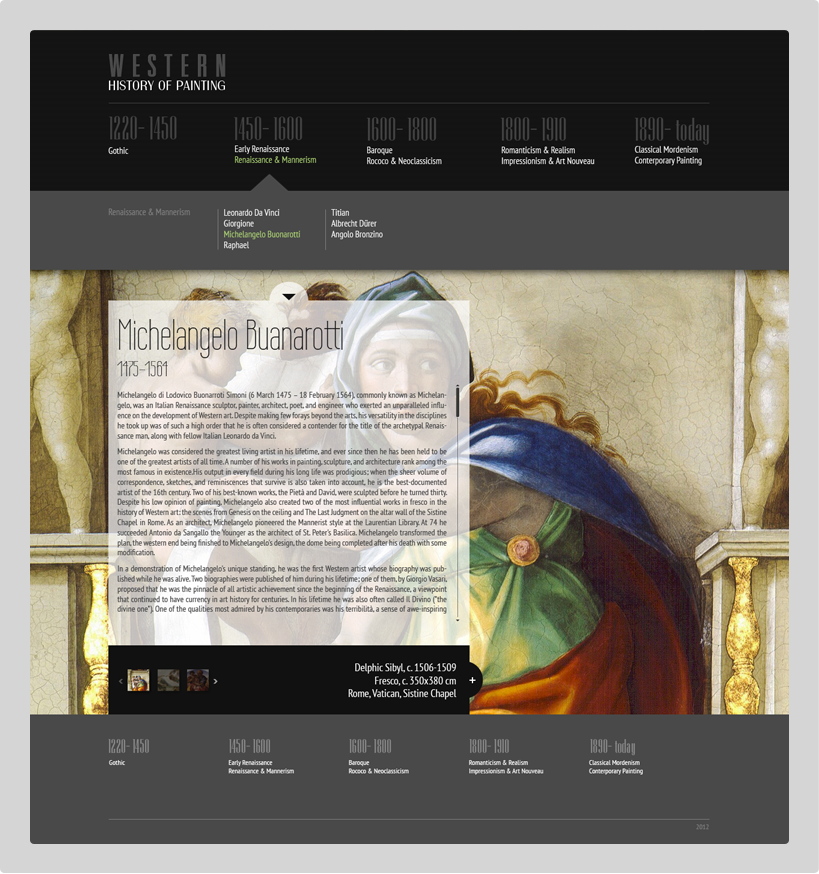 WESTERN
HISTORY OF PAINTING
1220- 1450
Gothic
1450- 1600
Early Renaissance
Renaissance & Mannerism
1600- 1800
Baroque
Rococo & Neoclassicism
1800- 1910
Romanticism & Realism
Impressionism & Art Nouveau
1890- today
Classical Mordenism
Conterporary Painting
Renaissance & Mannerism
Leonardo Da Vinci
Giorgione
Michelangelo Buonarotti
Raphael
Titian
Albrecht Dürer
Angolo Bronzino
Michelangelo Buanarotti
1475-1564
Michelangelo di Lodovico Buonarroti Simoni (6 March 1475 – 18 February 1564), commonly known as Michelan-
gelo, was an Italian Renaissance sculptor, painter, architect, poet, and engineer who exerted an unparalleled influ-
ence on the development of Western art. Despite making few forays beyond the arts, his versatility in the disciplines
he took up was of such a high order that he is often considered a contender for the title of the archetypal Renais-
sance man, along with fellow Italian Leonardo da Vinci.
Michelangelo was considered the greatest living artist in his lifetime, and ever since then he has been held to be
one of the greatest artists of all time. A number of his works in painting, sculpture, and architecture rank among the
most famous in existence.His output in every field during his long life was prodigious; when the sheer volume of
correspondence, sketches, and reminiscences that survive is also taken into account, he is the best-documented
artist of the 16th century. Two of his best-known works, the Pietà and David, were sculpted before he turned thirty.
Despite his low opinion of painting, Michelangelo also created two of the most influential works in fresco in the
history of Western art: the scenes from Genesis on the ceiling and The Last Judgment on the altar wall of the Sistine
Chapel in Rome. As an architect, Michelangelo pioneered the Mannerist style at the Laurentian Library. At 74 he
succeeded Antonio da Sangallo the Younger as the architect of St. Peter's Basilica. Michelangelo transformed the
plan, the western end being finished to Michelangelo's design, the dome being completed after his death with some
modification.
In a demonstration of Michelangelo's unique standing, he was the first Western artist whose biography was pub-
lished while he was alive. Two biographies were published of him during his lifetime; one of them, by Giorgio Vasari,
proposed that he was the pinnacle of all artistic achievement since the beginning of the Renaissance, a viewpoint
that continued to have currency in art history for centuries. In his lifetime he was also often called Il Divino ("the
divine one"). One of the qualities most admired by his contemporaries was his terribilità, a sense of awe-inspiring
Delphic Sibyl, c. 1506-1509
Fresco, c. 350x380 cm
Rome, Vatican, Sistine Chapel
+
1220- 1450
Gothic
1450- 1600
Early Renaissance
Renaissance & Mannerism
1600- 1800
Baroque
Rococo & Neoclassicism
1800- 1910
Romanticism & Realism
Impressionism & Art Nouveau
1890- today
Classical Mordenism
Conterporary Painting
2012